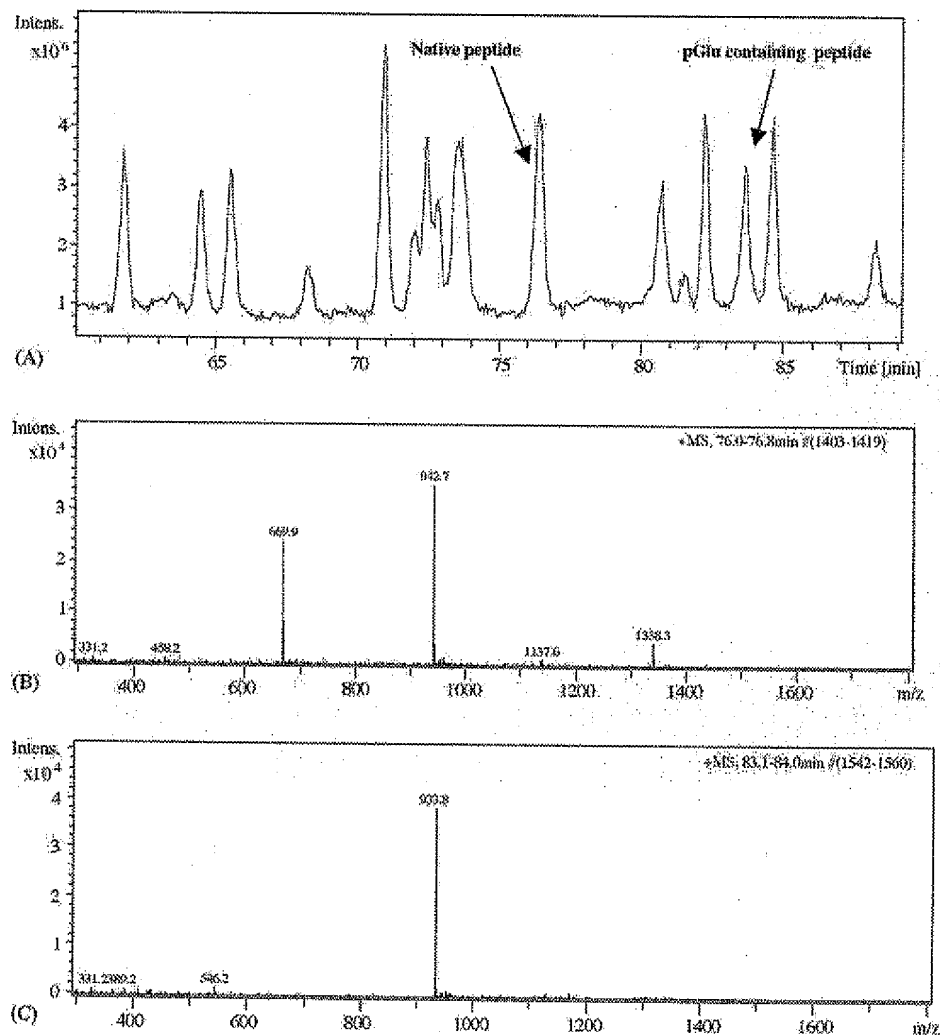 Intens.
x10^6
Native peptide
pGlu containing peptide
4
3
2
1
65
70
75
80
85
Time [min]
(A)
Intens.
x10^4
+MS, 76.0-76.8min #(1403-1419)
942.7
669.9
331.2
458.2
1137.6
1338.3
3
2
1
0
400
600
800
1000
1200
1400
1600
m/z
(B)
Intens.
x10^4
+MS, 83.1-84.0min #(1542-1560)
933.8
4
3
2
1
0
331.2
389.2
546.2
400
600
800
1000
1200
1400
1600
m/z
(C)